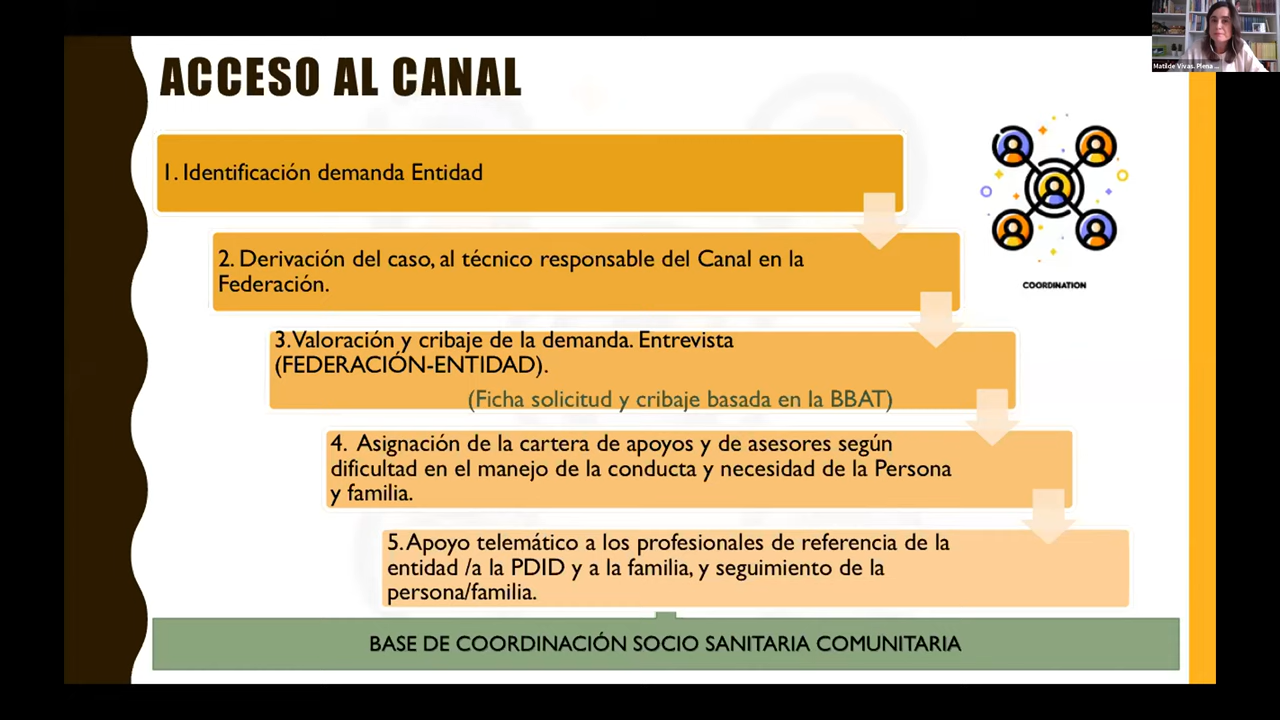 Matilde Vivas. Plena ...
ACCESO AL CANAL
1. Identificación demanda Entidad
2. Derivación del caso, al técnico responsable del Canal en la
Federación.
3. Valoración y cribaje de la demanda. Entrevista
(FEDERACIÓN-ENTIDAD).
(Ficha solicitud y cribaje basada en la BBAT)
4. Asignación de la cartera de apoyos y de asesores según
dificultad en el manejo de la conducta y necesidad de la Persona
y familia.
5. Apoyo telemático a los profesionales de referencia de la
entidad /a la PDID y a la familia, y seguimiento de la
persona/familia.
BASE DE COORDINACIÓN SOCIO SANITARIA COMUNITARIA
COORDINATION